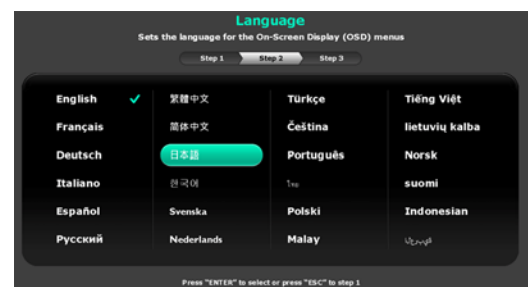 Language
Sets the language for the On-Screen Display (OSD) menus
Step 1 Step 2 Step 3
English 繁體中文 Türkçe Tiếng Việt
Français 简体中文 Čeština lietuvių kalba
Deutsch 日本語 Português Norsk
Italiano 한국어 ไทย suomi
Español Svenska Polski Indonesian
Русский Nederlands Malay
Press "ENTER" to select or press "ESC" to step 1